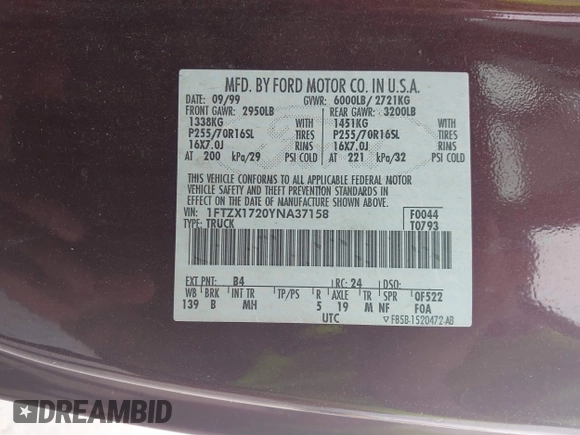 MFD. BY FORD MOTOR CO. IN U.S.A.
DATE: 09/99 GVWR: 6000LB/ 2721KG
FRONT GAWR: 2950LB REAR GAWR: 3200LB
1338KG WITH 1451KG WITH
P255/70R16SL TIRES P255/70R16SL TIRES
16X7.0J RIMS 16X7.0J RIMS
AT 200 kPa/29 PSI COLD AT 221 kPa/32 PSI COLD
THIS VEHICLE CONFORMS TO ALL APPLICABLE FEDERAL MOTOR
VEHICLE SAFETY AND THEFT PREVENTION STANDARDS IN
EFFECT ON THE DATE OF MANUFACTURE SHOWN ABOVE.
VIN: 1FTZX1720YNA37158 F0044
TYPE: TRUCK T0793
EXT PNT: B4 RC: 24 DSO:
WB BRK INT TR TP/PS R AXLE TR SPR 0F522
139 B MH 5 19 M NF F0A
UTC ▽ F85B-1520472-AB
DREAMBID